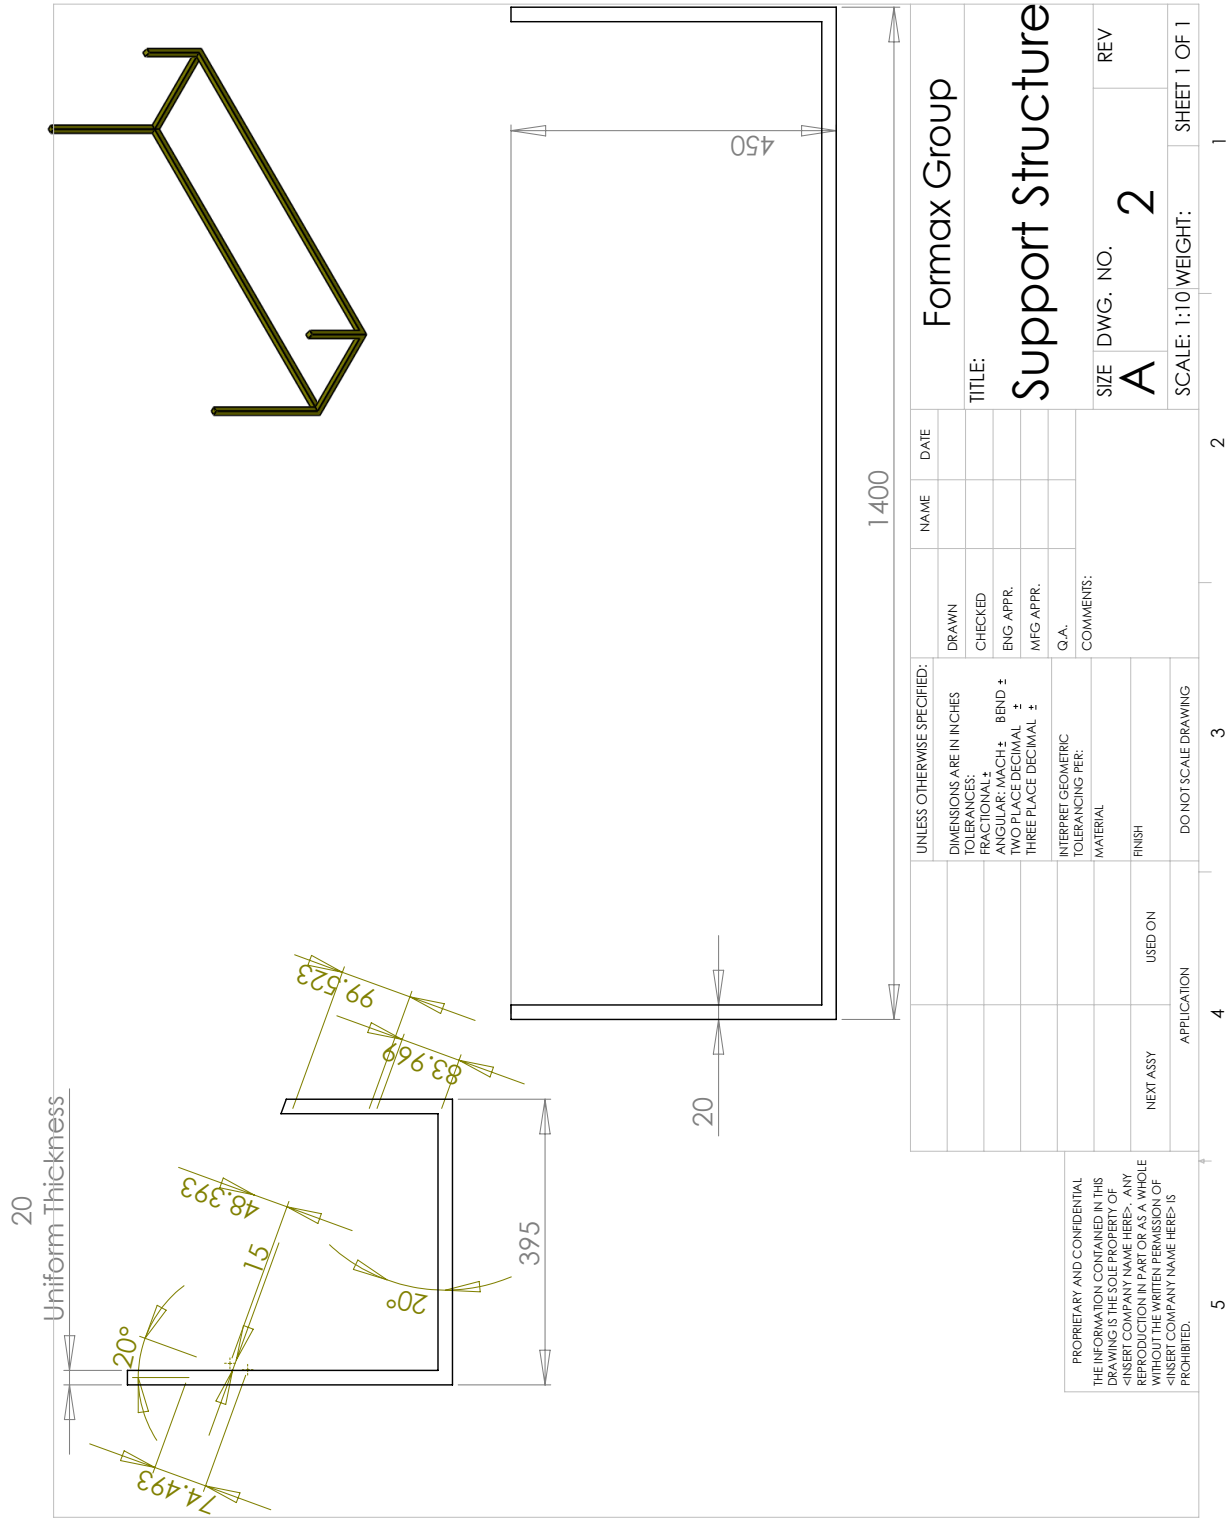 20
Uniform Thickness
20°
74.493
15
48.393
20°
395
99.523
83.969
20
450
1400
PROPRIETARY AND CONFIDENTIAL
THE INFORMATION CONTAINED IN THIS
DRAWING IS THE SOLE PROPERTY OF
<INSERT COMPANY NAME HERE>. ANY
REPRODUCTION IN PART OR AS A WHOLE
WITHOUT THE WRITTEN PERMISSION OF
<INSERT COMPANY NAME HERE> IS
PROHIBITED.
NEXT ASSY
USED ON
APPLICATION
UNLESS OTHERWISE SPECIFIED:
DIMENSIONS ARE IN INCHES
TOLERANCES:
FRACTIONAL ±
ANGULAR: MACH ± BEND ±
TWO PLACE DECIMAL ±
THREE PLACE DECIMAL ±
INTERPRET GEOMETRIC
TOLERANCING PER:
MATERIAL
FINISH
DO NOT SCALE DRAWING
NAME
DATE
DRAWN
CHECKED
ENG APPR.
MFG APPR.
Q.A.
COMMENTS:
Formax Group
TITLE:
Support Structure
SIZE
A
DWG. NO.
2
REV
SCALE: 1:10
WEIGHT:
SHEET 1 OF 1
5
4
3
2
1